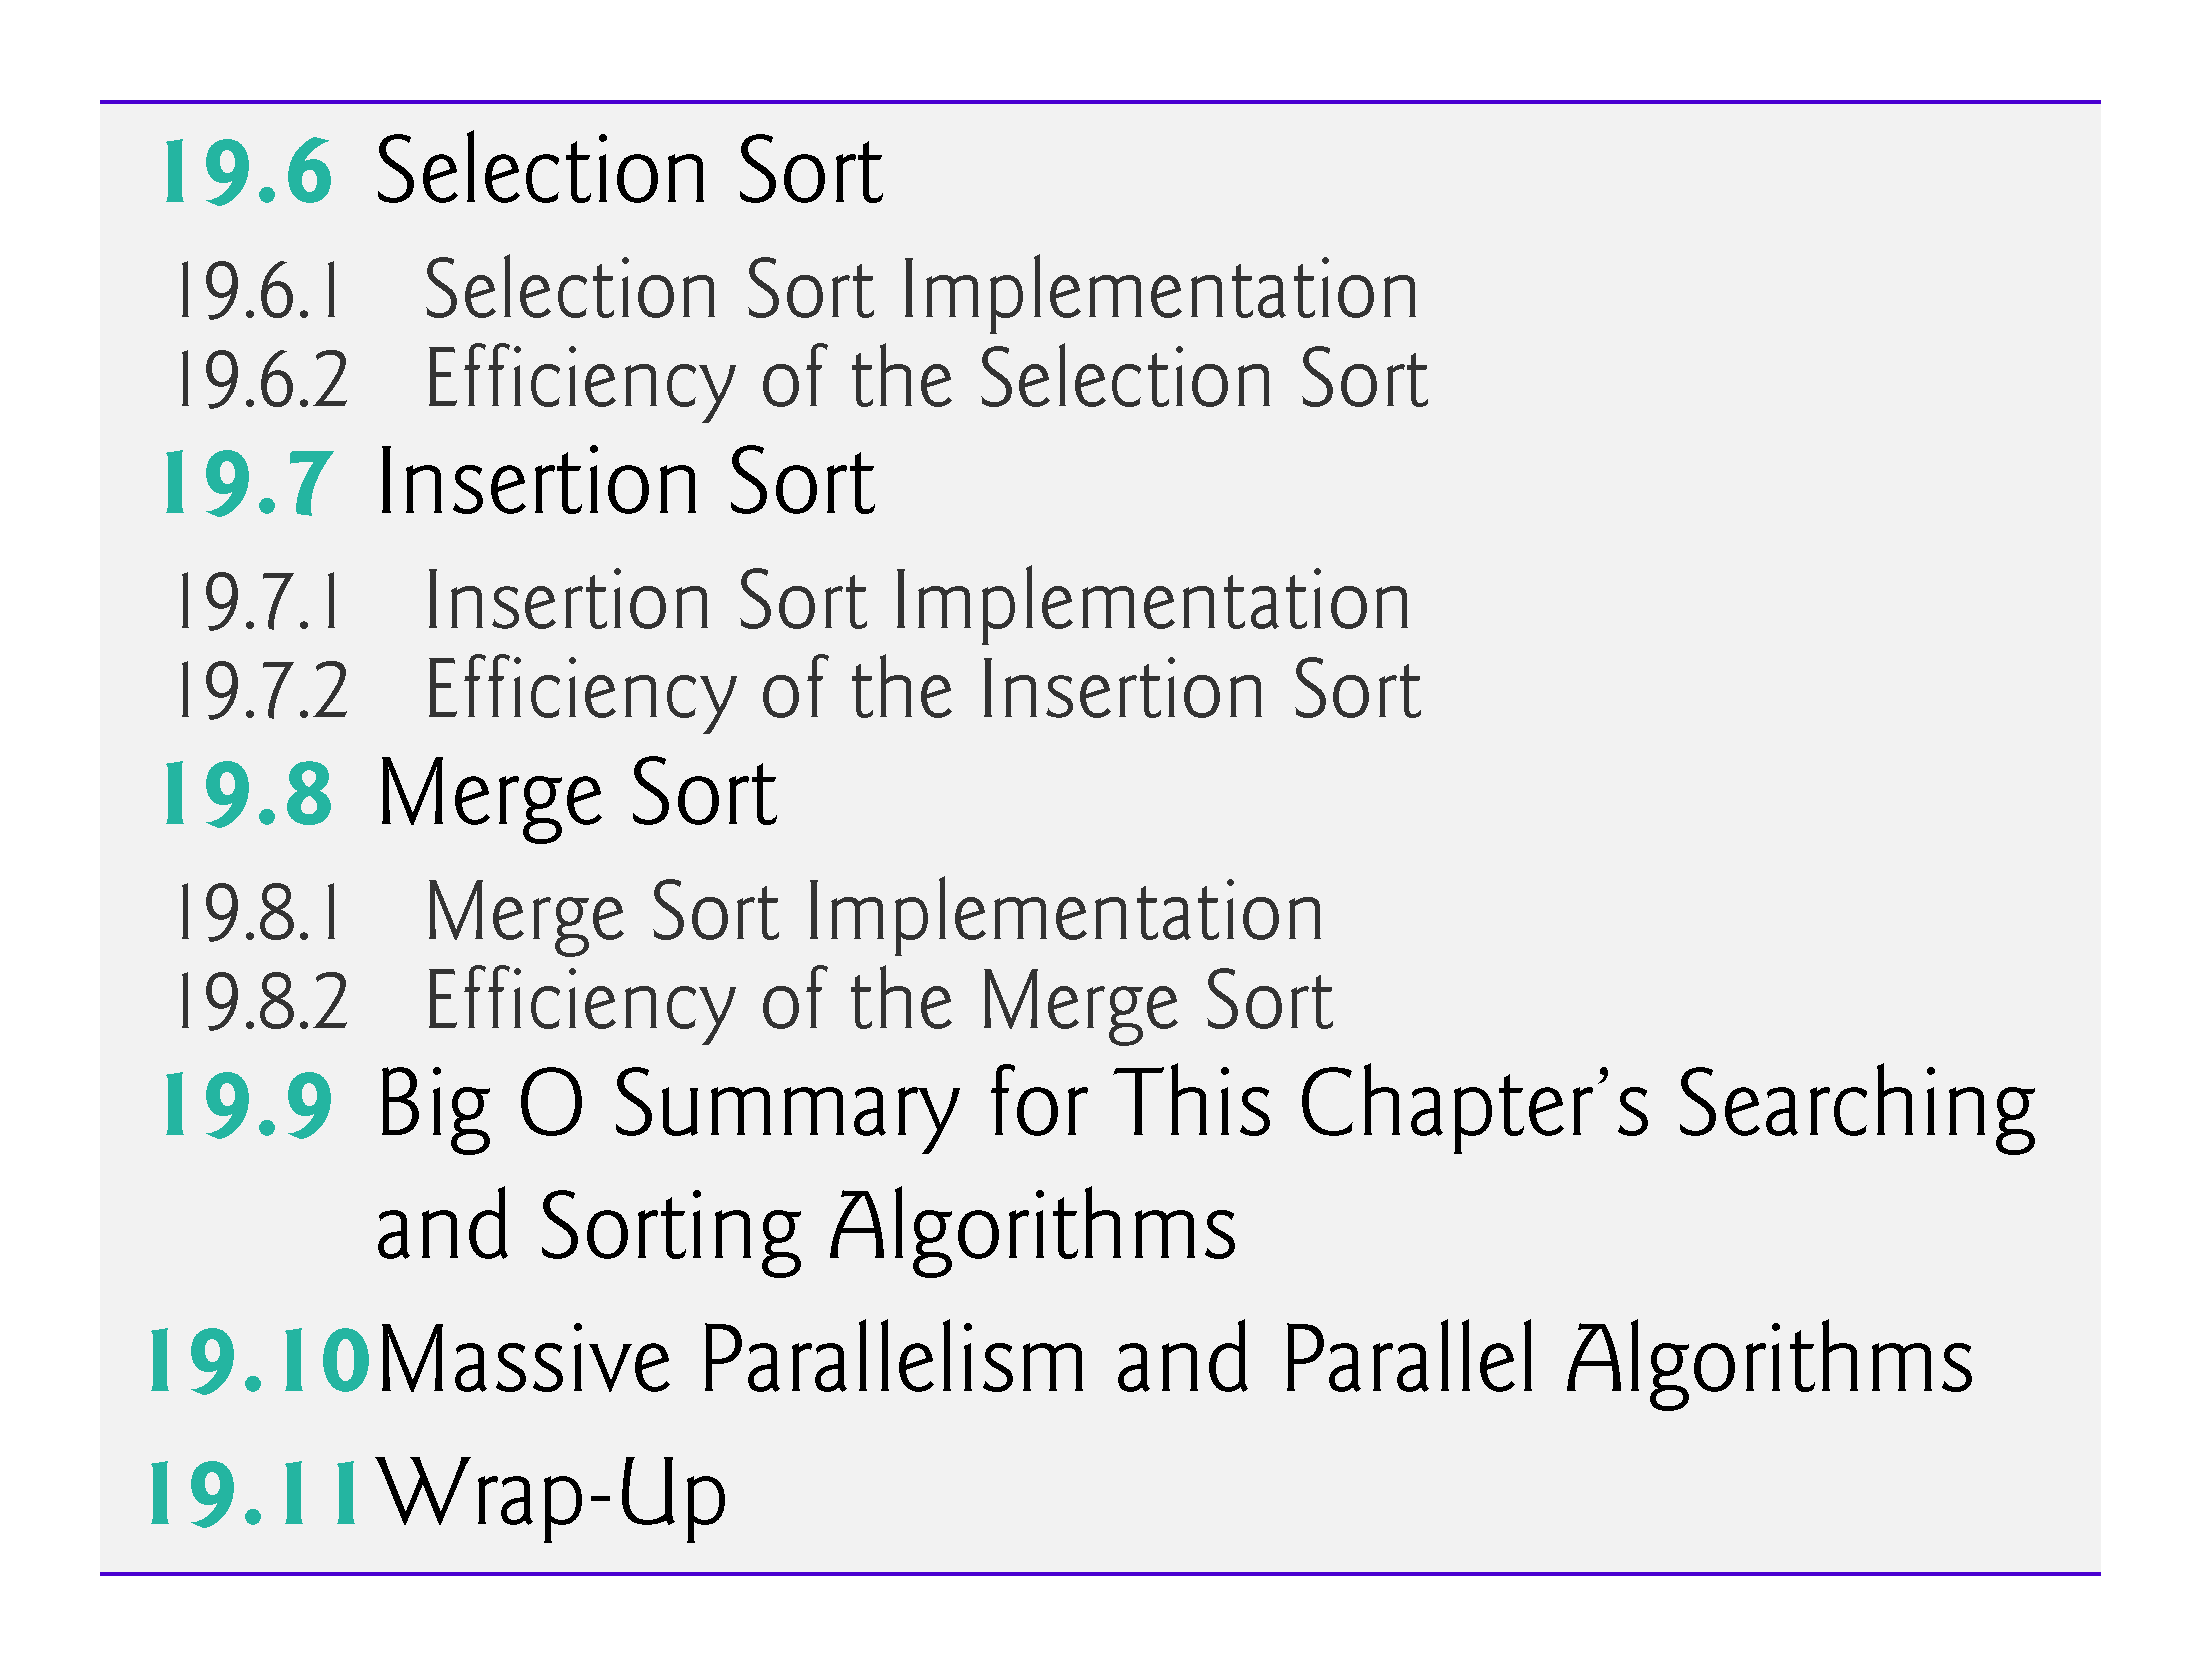 19.6 Selection Sort
19.6.1 Selection Sort Implementation
19.6.2 Efficiency of the Selection Sort
19.7 Insertion Sort
19.7.1 Insertion Sort Implementation
19.7.2 Efficiency of the Insertion Sort
19.8 Merge Sort
19.8.1 Merge Sort Implementation
19.8.2 Efficiency of the Merge Sort
19.9 Big O Summary for This Chapter’s Searching
and Sorting Algorithms
19.10 Massive Parallelism and Parallel Algorithms
19.11 Wrap-Up